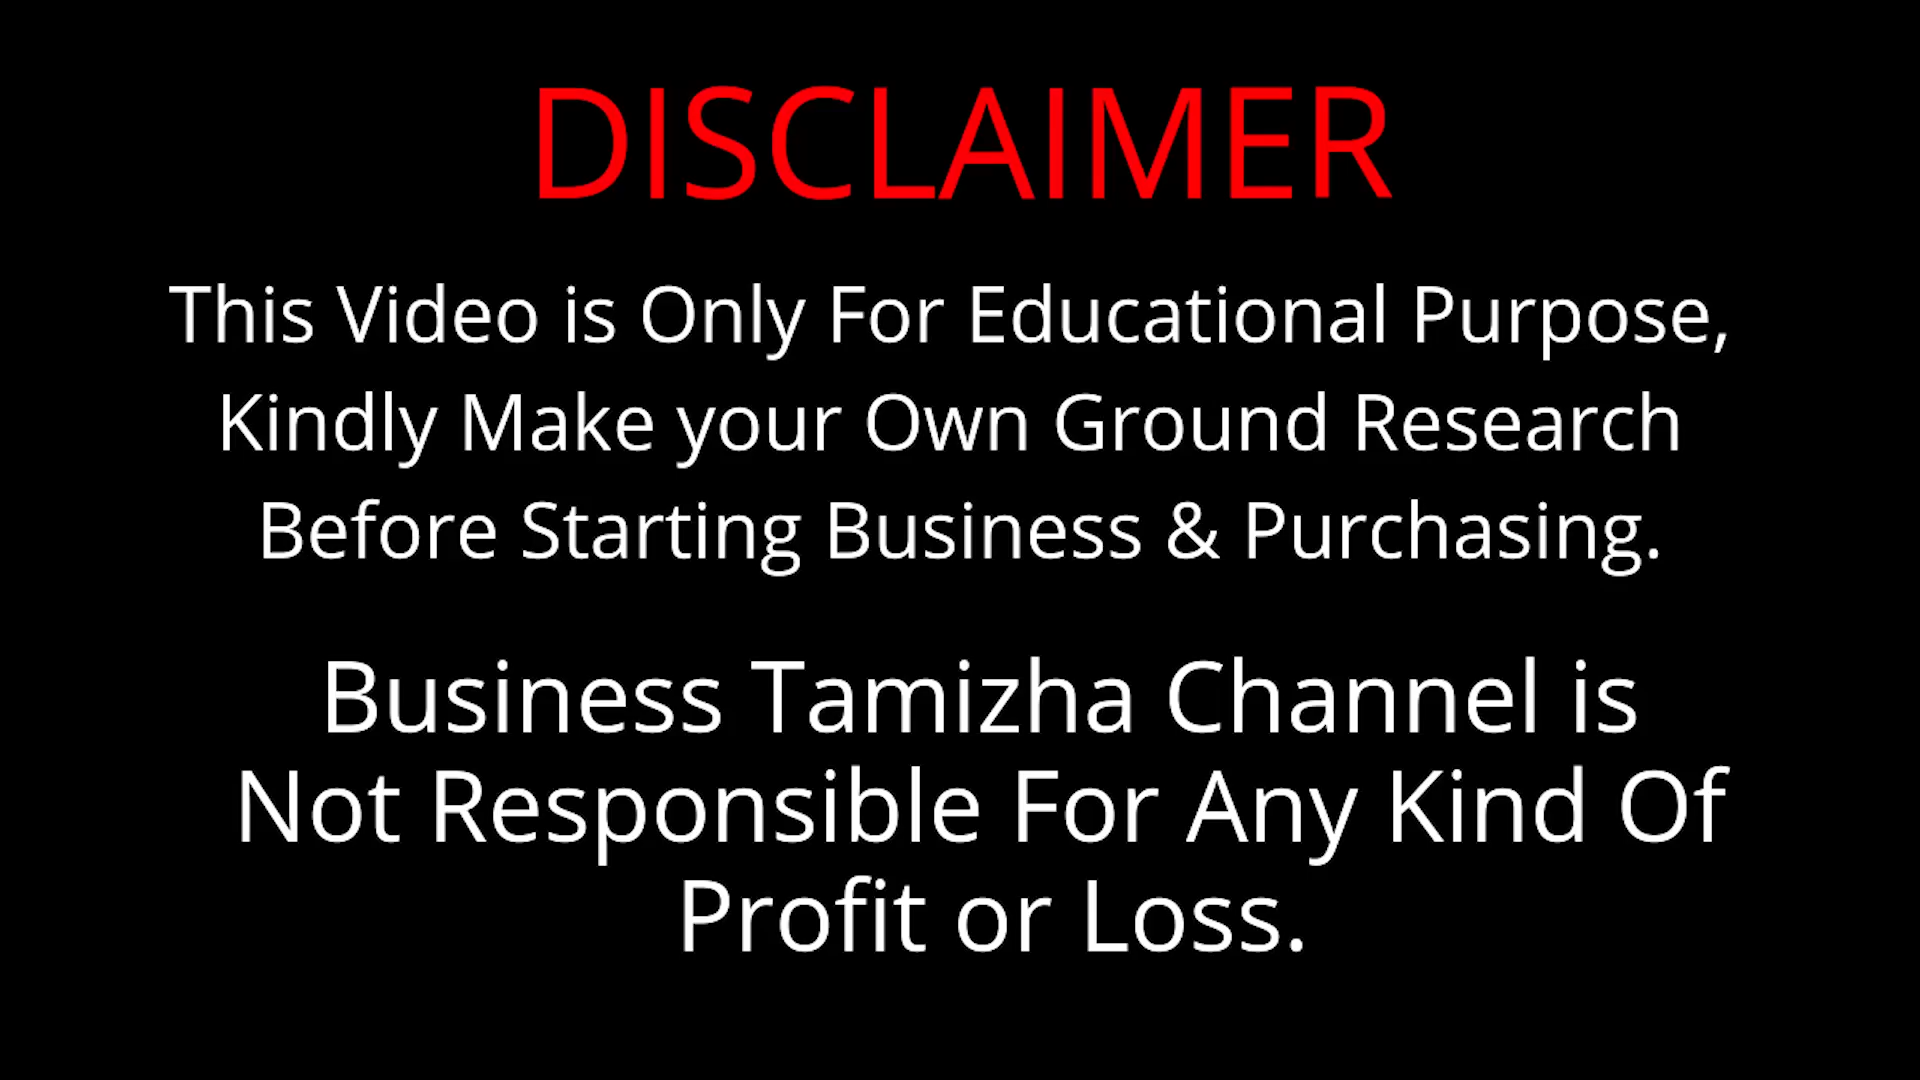 DISCLAIMER
This Video is Only For Educational Purpose,
Kindly Make your Own Ground Research
Before Starting Business & Purchasing.
Business Tamizha Channel is
Not Responsible For Any Kind Of
Profit or Loss.